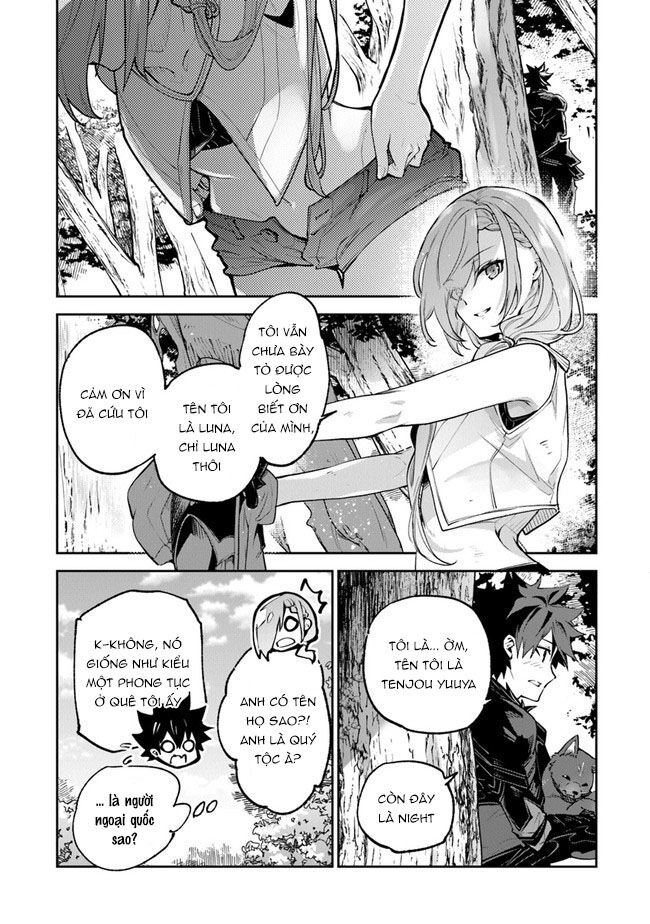 TÔI VẪN
CHƯA BÀY
TỎ ĐƯỢC
LÒNG
BIẾT ƠN
CỦA MÌNH,
TÊN TÔI
LÀ LUNA,
CHỈ LUNA
THÔI
CẢM ƠN VÌ
ĐÃ CỨU TÔI
TÔI LÀ... ỜM,
TÊN TÔI LÀ
TENJOU YUUYA
CÒN ĐÂY
LÀ NIGHT
ANH CÓ TÊN
HỌ SAO?!
ANH LÀ QUÝ
TỘC À?
K-KHÔNG, NÓ
GIỐNG NHƯ KIỂU
MỘT PHONG TỤC
Ở QUÊ TÔI ẤY
... là người
ngoại quốc
sao?